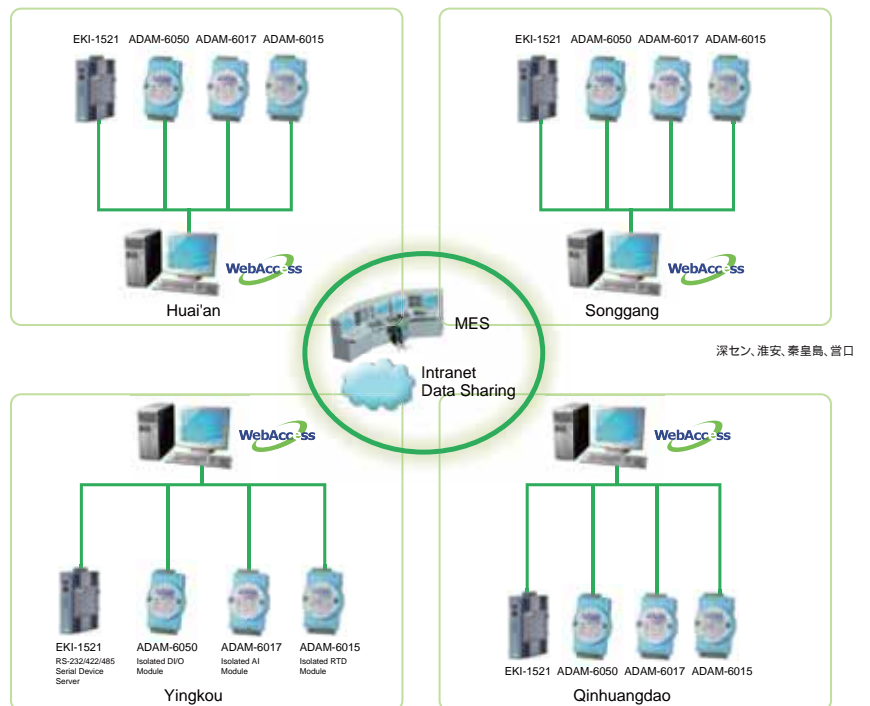 EKI-1521 ADAM-6050 ADAM-6017 ADAM-6015
WebAccess
Huai'an
EKI-1521 ADAM-6050 ADAM-6017 ADAM-6015
WebAccess
Songgang
MES
Intranet
Data Sharing
深セン、淮安、秦皇島、営口
WebAccess
EKI-1521
RS-232/422/485
Serial Device
Server
ADAM-6050
Isolated DI/O
Module
ADAM-6017
Isolated AI
Module
ADAM-6015
Isolated RTD
Module
Yingkou
WebAccess
EKI-1521 ADAM-6050 ADAM-6017 ADAM-6015
Qinhuangdao